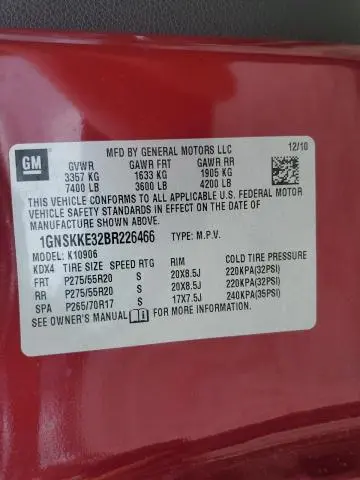 GM
MFD BY GENERAL MOTORS LLC
12/10
GVWR GAWR FRT GAWR RR
3357 KG 1633 KG 1905 KG
7400 LB 3600 LB 4200 LB
THIS VEHICLE CONFORMS TO ALL APPLICABLE U.S. FEDERAL MOTOR
VEHICLE SAFETY STANDARDS IN EFFECT ON THE DATE OF
MANUFACTURE SHOWN ABOVE.
1GNSKKE32BR226466 TYPE: M.P.V.
MODEL: K10906
KDX4 TIRE SIZE SPEED RTG RIM COLD TIRE PRESSURE
FRT P275/55R20 S 20X8.5J 220KPA(32PSI)
RR P275/55R20 S 20X8.5J 220KPA(32PSI)
SPA P265/70R17 S 17X7.5J 240KPA(35PSI)
SEE OWNER'S MANUAL FOR MORE INFORMATION.